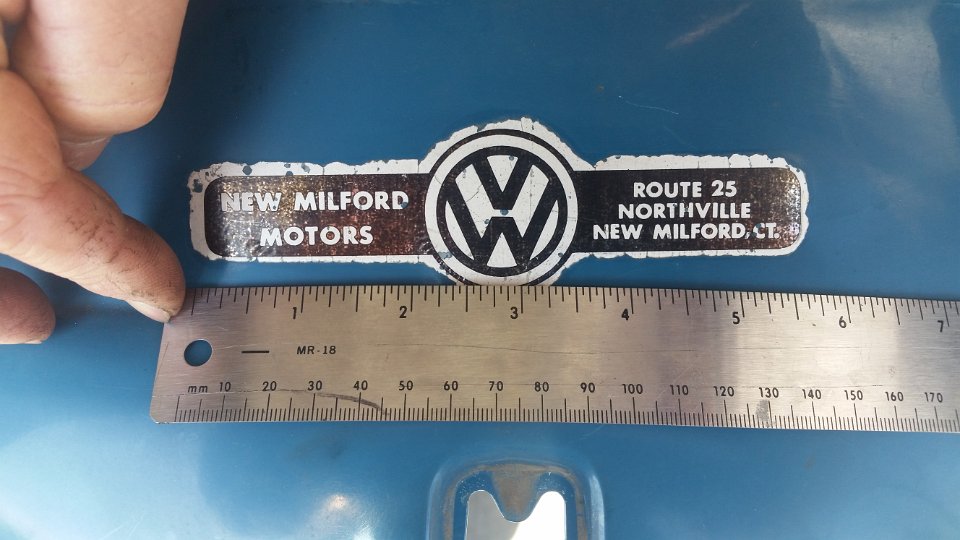 NEW MILFORD
MOTORS
ROUTE 25
NORTHVILLE
NEW MILFORD, CT.
1 2 3 4 5 6 7
MR-18
mm 10 20 30 40 50 60 70 80 90 100 110 120 130 140 150 160 170